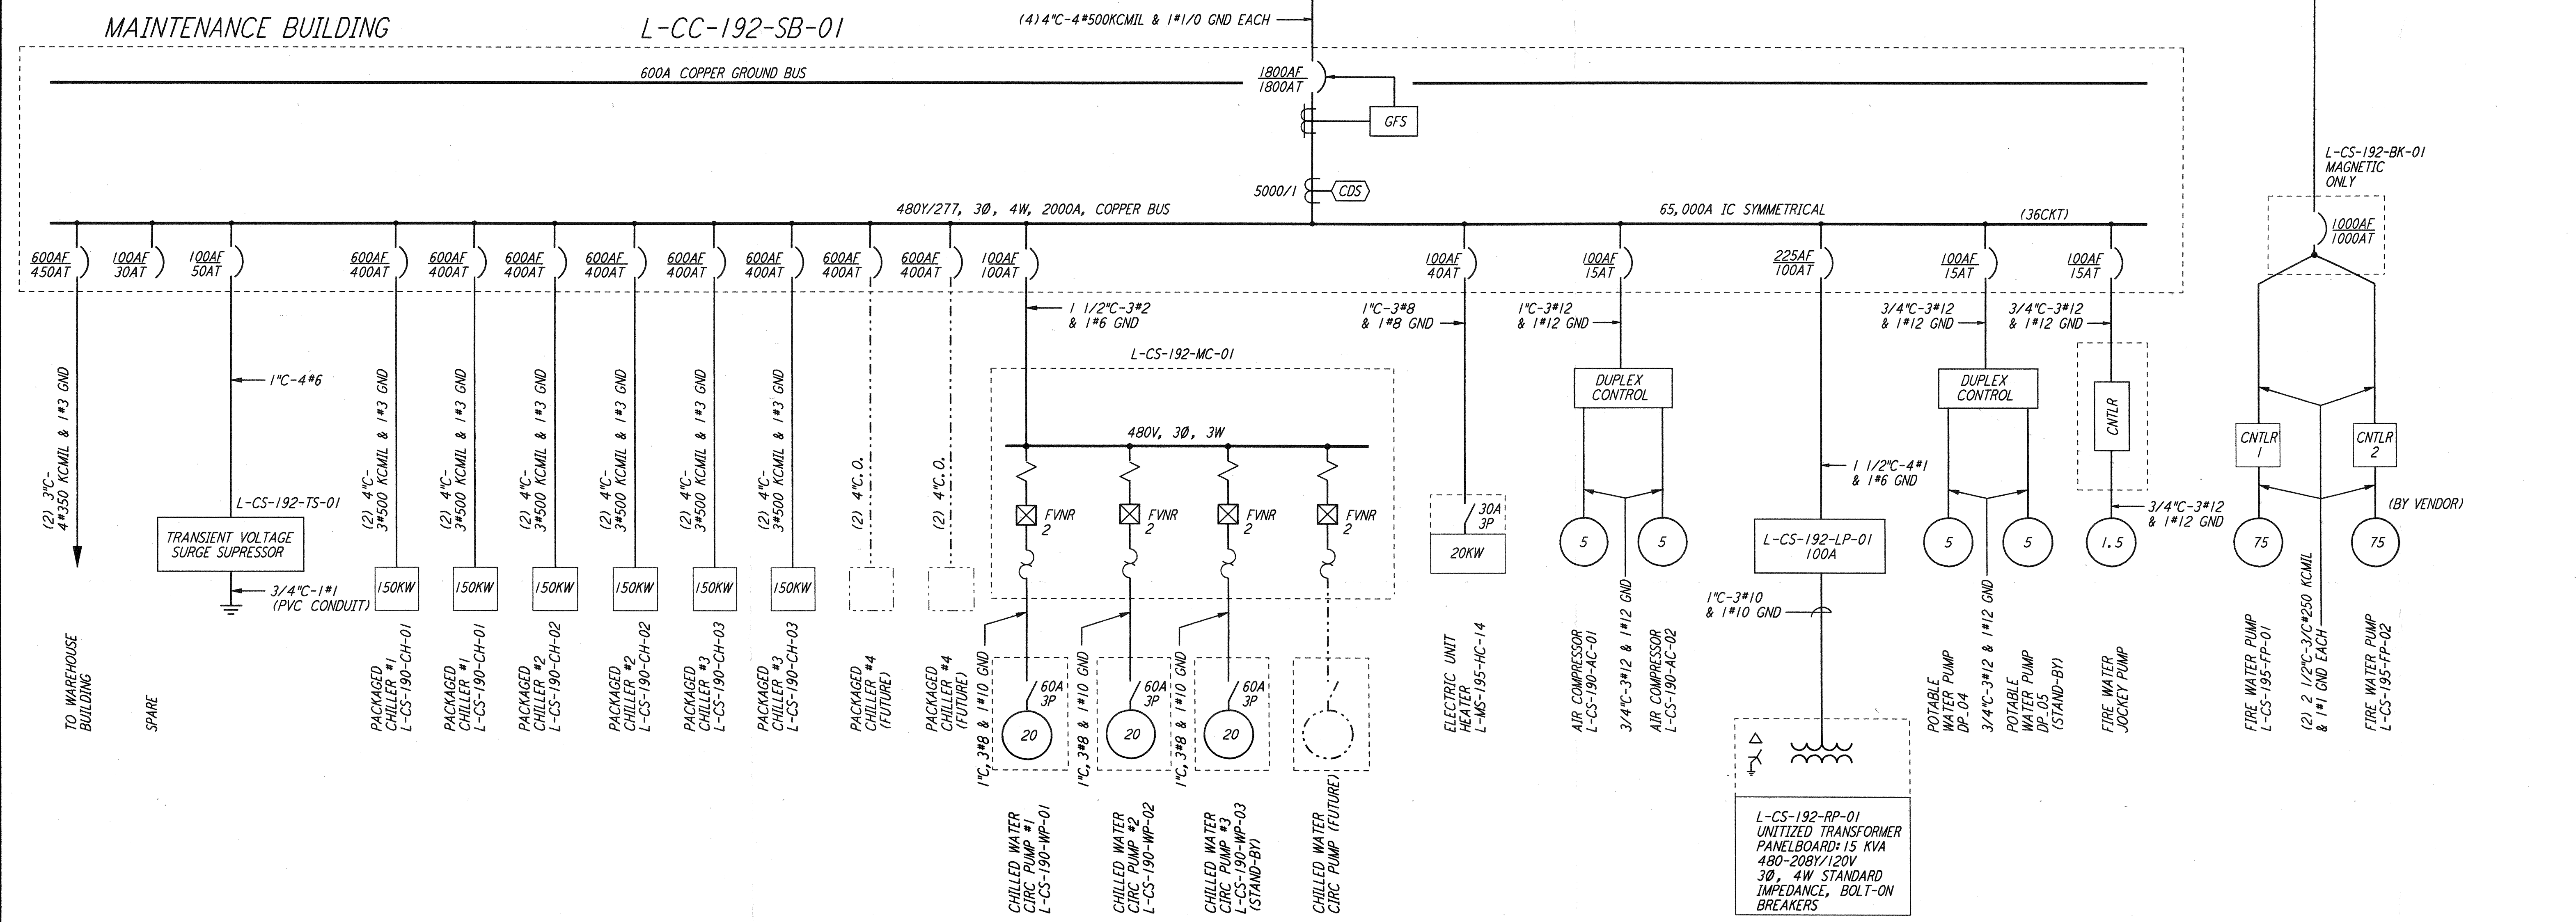 MAINTENANCE BUILDING
L-CC-192-SB-01
(4) 4"C-4#500KCMIL & 1#1/0 GND EACH
600A COPPER GROUND BUS
1800AF
1800AT
GFS
5000/1
CDS
480Y/277, 3Ø, 4W, 2000A, COPPER BUS
65,000A IC SYMMETRICAL
(36CKT)
L-CS-192-BK-01
MAGNETIC
ONLY
1000AF
1000AT
600AF
450AT
100AF
30AT
100AF
50AT
600AF
400AT
600AF
400AT
600AF
400AT
600AF
400AT
600AF
400AT
600AF
400AT
600AF
400AT
600AF
400AT
100AF
100AT
100AF
40AT
100AF
15AT
225AF
100AT
100AF
15AT
100AF
15AT
(2) 3"C-
4#350 KCMIL & 1#3 GND
TO WAREHOUSE
BUILDING
SPARE
1"C-4#6
L-CS-192-TS-01
TRANSIENT VOLTAGE
SURGE SUPRESSOR
3/4"C-1#1
(PVC CONDUIT)
(2) 4"C-
3#500 KCMIL & 1#3 GND
150KW
PACKAGED
CHILLER #1
L-CS-190-CH-01
(2) 4"C-
3#500 KCMIL & 1#3 GND
150KW
PACKAGED
CHILLER #1
L-CS-190-CH-01
(2) 4"C-
3#500 KCMIL & 1#3 GND
150KW
PACKAGED
CHILLER #2
L-CS-190-CH-02
(2) 4"C-
3#500 KCMIL & 1#3 GND
150KW
PACKAGED
CHILLER #2
L-CS-190-CH-02
(2) 4"C-
3#500 KCMIL & 1#3 GND
150KW
PACKAGED
CHILLER #3
L-CS-190-CH-03
(2) 4"C-
3#500 KCMIL & 1#3 GND
150KW
PACKAGED
CHILLER #3
L-CS-190-CH-03
(2) 4"C.O.
PACKAGED
CHILLER #4
(FUTURE)
(2) 4"C.O.
PACKAGED
CHILLER #4
(FUTURE)
1 1/2"C-3#2
& 1#6 GND
L-CS-192-MC-01
480V, 3Ø, 3W
FVNR
2
FVNR
2
FVNR
2
FVNR
2
1"C,3#8 & 1#10 GND
60A
3P
20
CHILLED WATER
CIRC PUMP #1
L-CS-190-WP-01
1"C,3#8 & 1#10 GND
60A
3P
20
CHILLED WATER
CIRC PUMP #2
L-CS-190-WP-02
1"C,3#8 & 1#10 GND
60A
3P
20
CHILLED WATER
CIRC PUMP #3
L-CS-190-WP-03
(STAND-BY)
CHILLED WATER
CIRC PUMP (FUTURE)
1"C-3#8
& 1#8 GND
30A
3P
20KW
ELECTRIC UNIT
HEATER
L-MS-195-HC-14
1"C-3#12
& 1#12 GND
DUPLEX
CONTROL
5
5
AIR COMPRESSOR
L-CS-190-AC-01
3/4"C-3#12 & 1#12 GND
AIR COMPRESSOR
L-CS-190-AC-02
1 1/2"C-4#1
& 1#6 GND
L-CS-192-LP-01
100A
1"C-3#10
& 1#10 GND
L-CS-192-RP-01
UNITIZED TRANSFORMER
PANELBOARD: 15 KVA
480-208Y/120V
3Ø, 4W STANDARD
IMPEDANCE, BOLT-ON
BREAKERS
3/4"C-3#12
& 1#12 GND
DUPLEX
CONTROL
5
5
POTABLE
WATER PUMP
DP_04
3/4"C-3#12 & 1#12 GND
POTABLE
WATER PUMP
DP_05
(STAND-BY)
3/4"C-3#12
& 1#12 GND
CNTLR
3/4"C-3#12
& 1#12 GND
1.5
FIRE WATER
JOCKEY PUMP
CNTLR
1
CNTLR
2
(BY VENDOR)
75
75
FIRE WATER PUMP
L-CS-195-FP-01
(2) 2 1/2"C-3/C#250 KCMIL
& 1#1 GND EACH
FIRE WATER PUMP
L-CS-195-FP-02